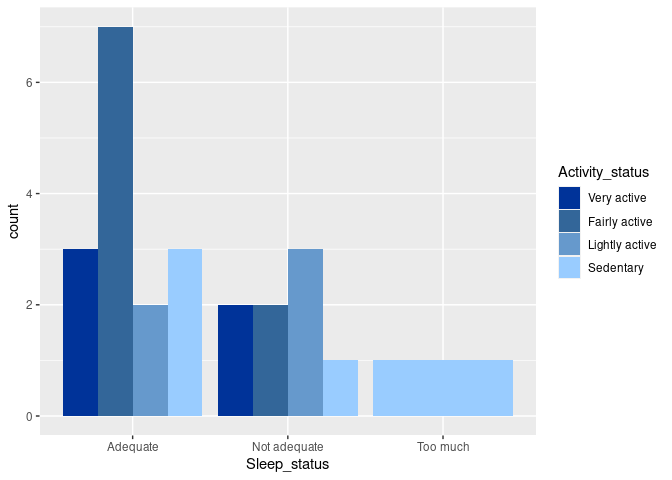 6
4
2
0
count
Adequate
Not adequate
Too much
Sleep_status
Activity_status
Very active
Fairly active
Lightly active
Sedentary